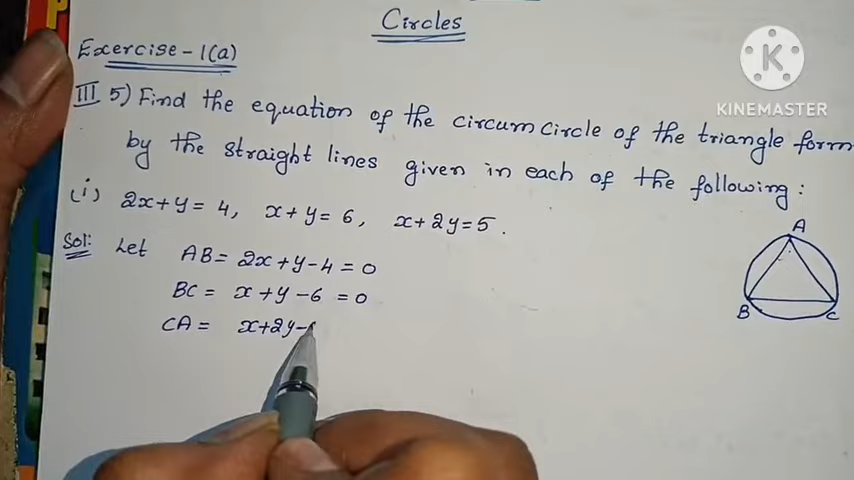 Circles
Exercise-1(a)
III 5) Find the equation of the circumcircle of the triangle form
by the straight lines given in each of the following:
(i) 2x+y=4, x+y=6, x+2y=5.
Sol: Let AB= 2x+y-4=0
BC= x+y-6=0
CA= x+2y-
A
B
C
K
KINEMASTER